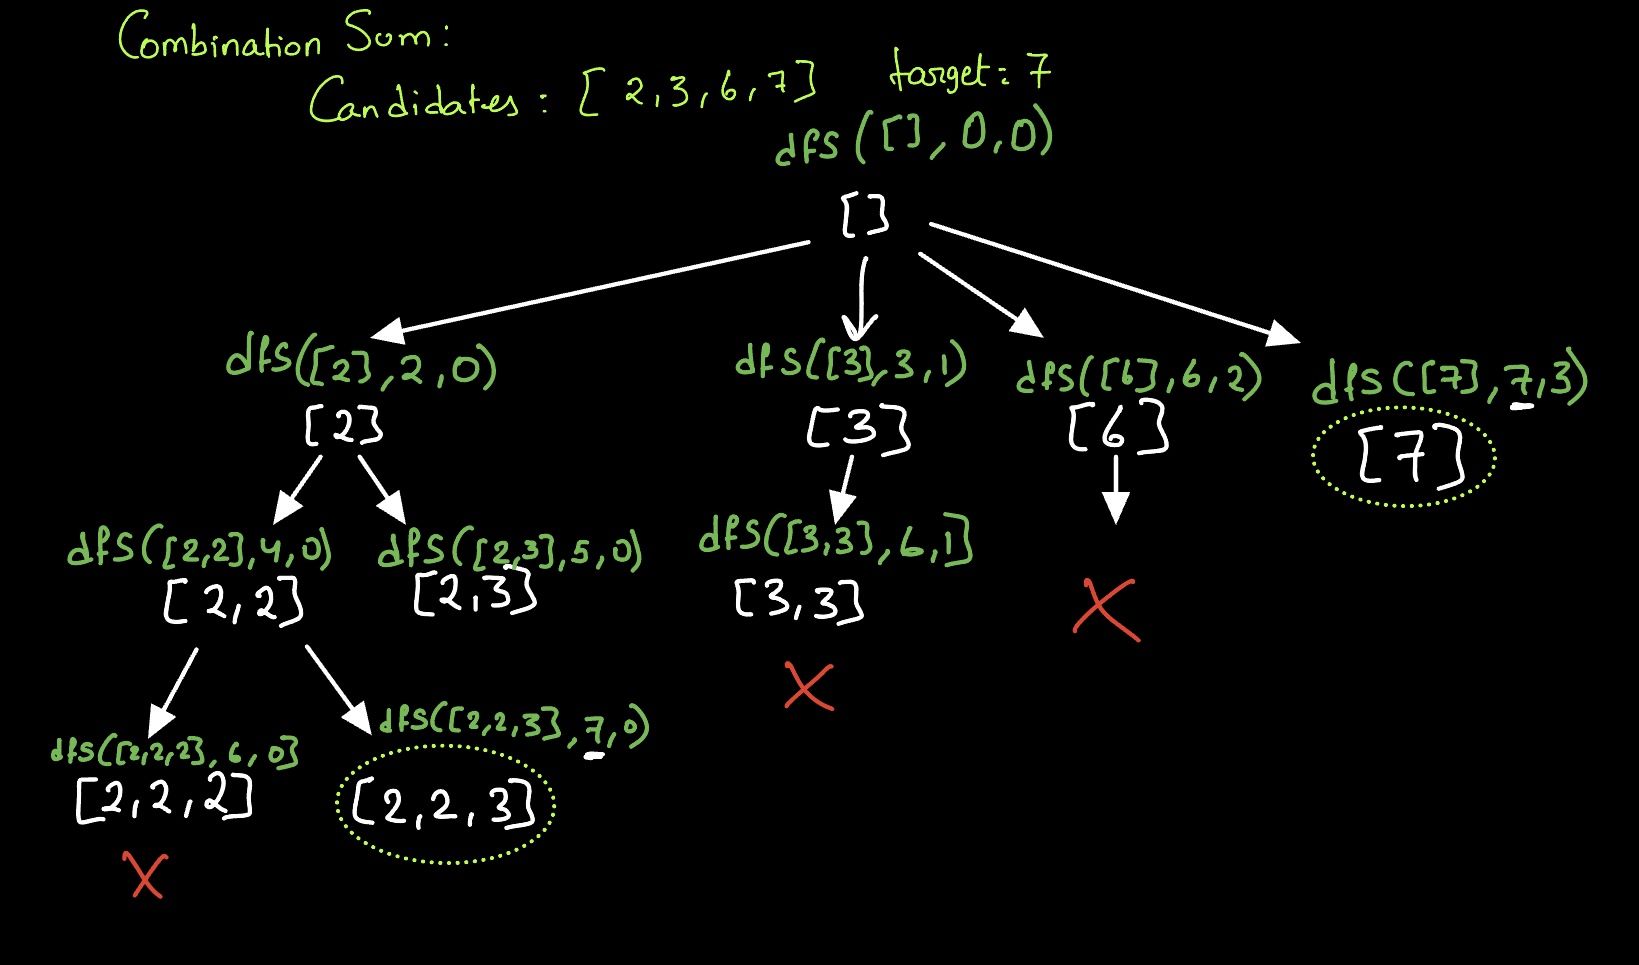 Combination Sum:
Candidates : [ 2,3,6,7] target: 7
dfs([], 0,0)
[]
dfs([2],2,0) dfs([3],3,1) dfs([6],6,2) dfs([7],7,3)
[2] [3] [6] [7]
dfs([2,2],4,0) dfs([2,3],5,0) dfs([3,3],6,1]
[2,2] [2,3] [3,3] X
X
dfs([2,2,2],6,0] dfs([2,2,3],7,0)
[2,2,2] [2,2,3]
X